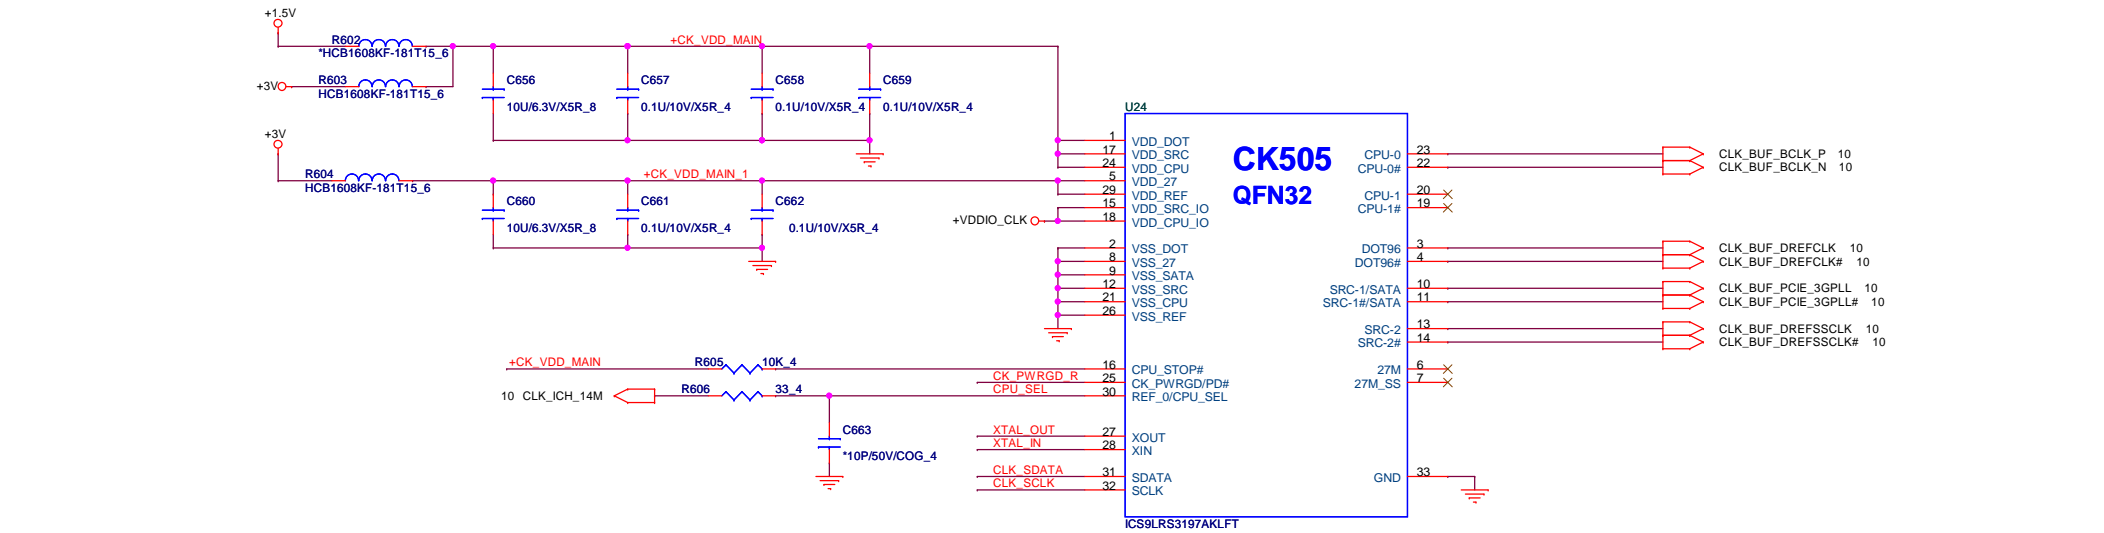 +1.5V
R602
*HCB1608KF-181T15_6
+3V
R603
HCB1608KF-181T15_6
+CK_VDD_MAIN
C656
10U/6.3V/X5R_8
C657
0.1U/10V/X5R_4
C658
0.1U/10V/X5R_4
C659
0.1U/10V/X5R_4
+3V
R604
HCB1608KF-181T15_6
+CK_VDD_MAIN_1
C660
10U/6.3V/X5R_8
C661
0.1U/10V/X5R_4
C662
0.1U/10V/X5R_4
+VDDIO_CLK
U24
CK505
QFN32
1 VDD_DOT
17 VDD_SRC
24 VDD_CPU
5 VDD_27
29 VDD_REF
15 VDD_SRC_IO
18 VDD_CPU_IO
2 VSS_DOT
8 VSS_27
9 VSS_SATA
12 VSS_SRC
21 VSS_CPU
26 VSS_REF
+CK_VDD_MAIN R605 10K_4 16 CPU_STOP#
CK_PWRGD_R 25 CK_PWRGD/PD#
10 CLK_ICH_14M R606 33_4 CPU_SEL 30 REF_0/CPU_SEL
C663
*10P/50V/COG_4
XTAL_OUT 27 XOUT
XTAL_IN 28 XIN
CLK_SDATA 31 SDATA
CLK_SCLK 32 SCLK
CPU-0 23 CLK_BUF_BCLK_P 10
CPU-0# 22 CLK_BUF_BCLK_N 10
CPU-1 20
CPU-1# 19
DOT96 3 CLK_BUF_DREFCLK 10
DOT96# 4 CLK_BUF_DREFCLK# 10
SRC-1/SATA 10 CLK_BUF_PCIE_3GPLL 10
SRC-1#/SATA 11 CLK_BUF_PCIE_3GPLL# 10
SRC-2 13 CLK_BUF_DREFSSCLK 10
SRC-2# 14 CLK_BUF_DREFSSCLK# 10
27M 6
27M_SS 7
GND 33
ICS9LRS3197AKLFT